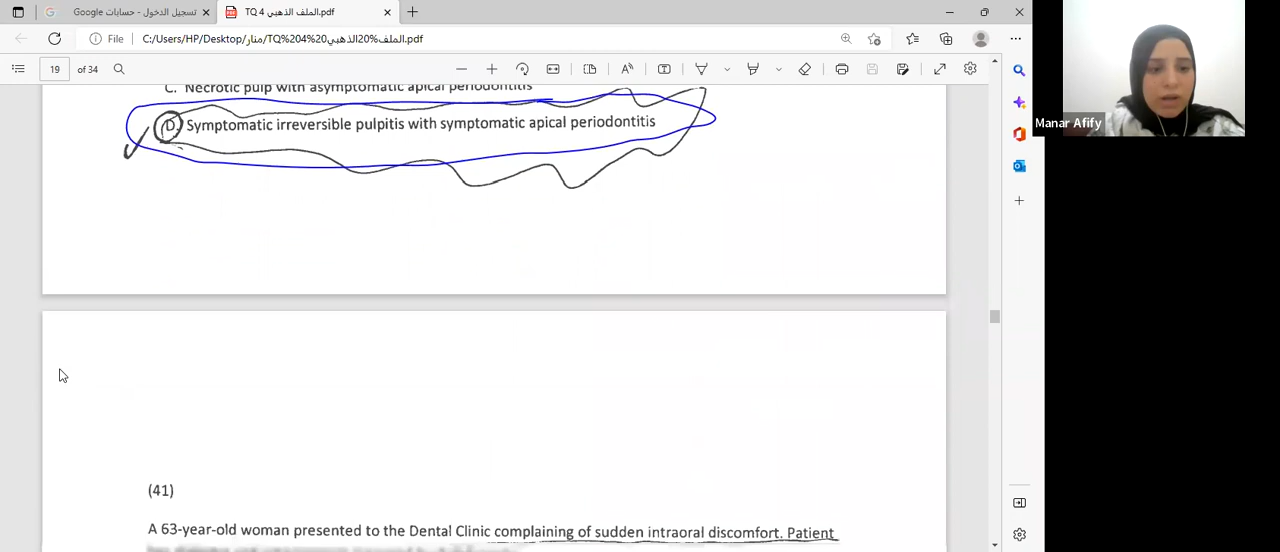 تسجيل الدخول - حسابات Google
TQ 4 الملف الذهبي.pdf
File
C:/Users/HP/Desktop/منار/TQ%204%20الملف%20الذهبي.pdf
19 of 34
C. Necrotic pulp with asymptomatic apical periodontitis
D. Symptomatic irreversible pulpitis with symptomatic apical periodontitis
Manar Afify
(41)
A 63-year-old woman presented to the Dental Clinic complaining of sudden intraoral discomfort. Patient